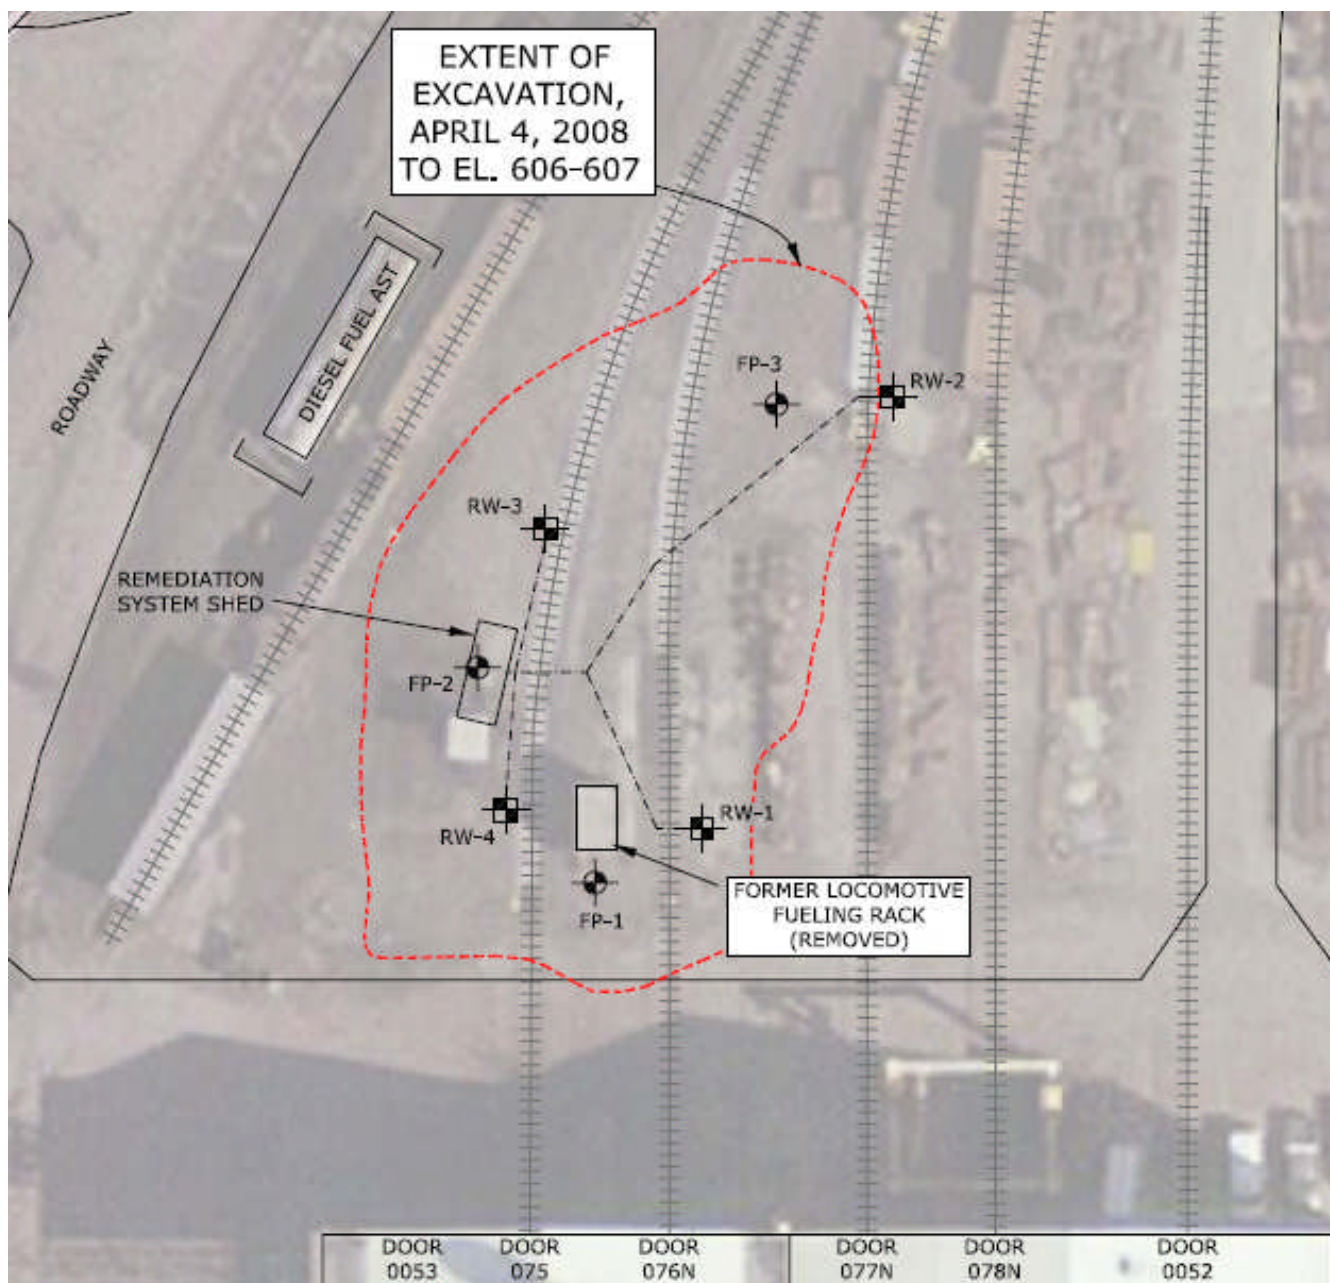 EXTENT OF
EXCAVATION,
APRIL 4, 2008
TO EL. 606-607
DIESEL FUEL AST
ROADWAY
FP-3
RW-2
RW-3
REMEDIATION
SYSTEM SHED
FP-2
RW-4
RW-1
FORMER LOCOMOTIVE
FUELING RACK
(REMOVED)
FP-1
DOOR
0053
DOOR
075
DOOR
076N
DOOR
077N
DOOR
078N
DOOR
0052